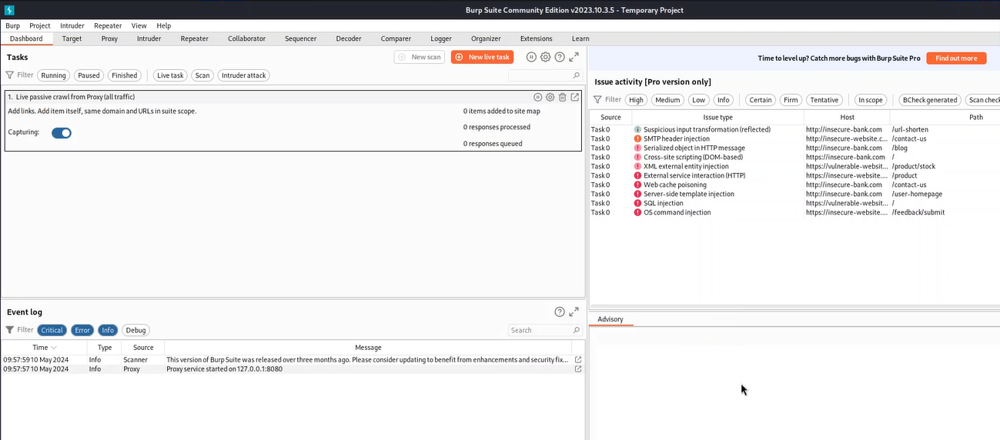 Burp Suite Community Edition v2023.10.3.5 - Temporary Project
Burp Project Intruder Repeater View Help
Dashboard Target Proxy Intruder Repeater Collaborator Sequencer Decoder Comparer Logger Organizer Extensions Learn
Tasks New scan New live task
Filter Running Paused Finished Live task Scan Intruder attack
1. Live passive crawl from Proxy (all traffic)
Add links. Add item itself, same domain and URLs in suite scope. 0 items added to site map
Capturing: 0 responses processed
0 responses queued
Event log
Filter Critical Error Info Debug Search
Time Type Source Message
09:57:59 10 May 2024 Info Scanner This version of Burp Suite was released over three months ago. Please consider updating to benefit from enhancements and security fix...
09:57:57 10 May 2024 Info Proxy Proxy service started on 127.0.0.1:8080
Time to level up? Catch more bugs with Burp Suite Pro Find out more
Issue activity [Pro version only]
Filter High Medium Low Info Certain Firm Tentative In scope BCheck generated Scan check
Source Issue type Host Path
Task 0 Suspicious input transformation (reflected) http://insecure-bank.com /url-shorten
Task 0 SMTP header injection http://insecure-website.c... /contact-us
Task 0 Serialized object in HTTP message http://insecure-bank.com /blog
Task 0 Cross-site scripting (DOM-based) https://insecure-bank.com /
Task 0 XML external entity injection https://vulnerable-websit... /product/stock
Task 0 External service interaction (HTTP) https://insecure-website.... /product
Task 0 Web cache poisoning http://insecure-bank.com /contact-us
Task 0 Server-side template injection http://insecure-bank.com /user-homepage
Task 0 SQL injection https://vulnerable-websit... /
Task 0 OS command injection https://insecure-website.... /feedback/submit
Advisory